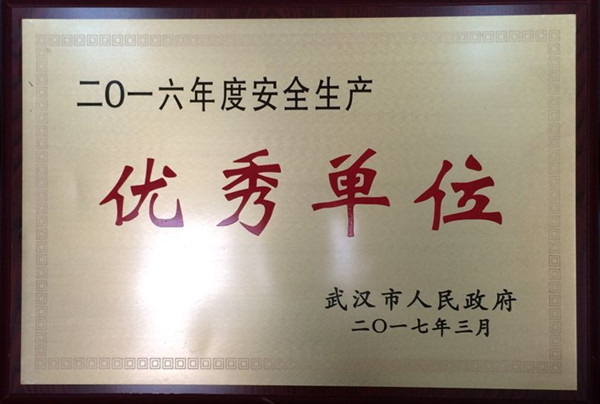 二〇一六年度安全生产
优秀单位
武汉市人民政府
二〇一七年三月